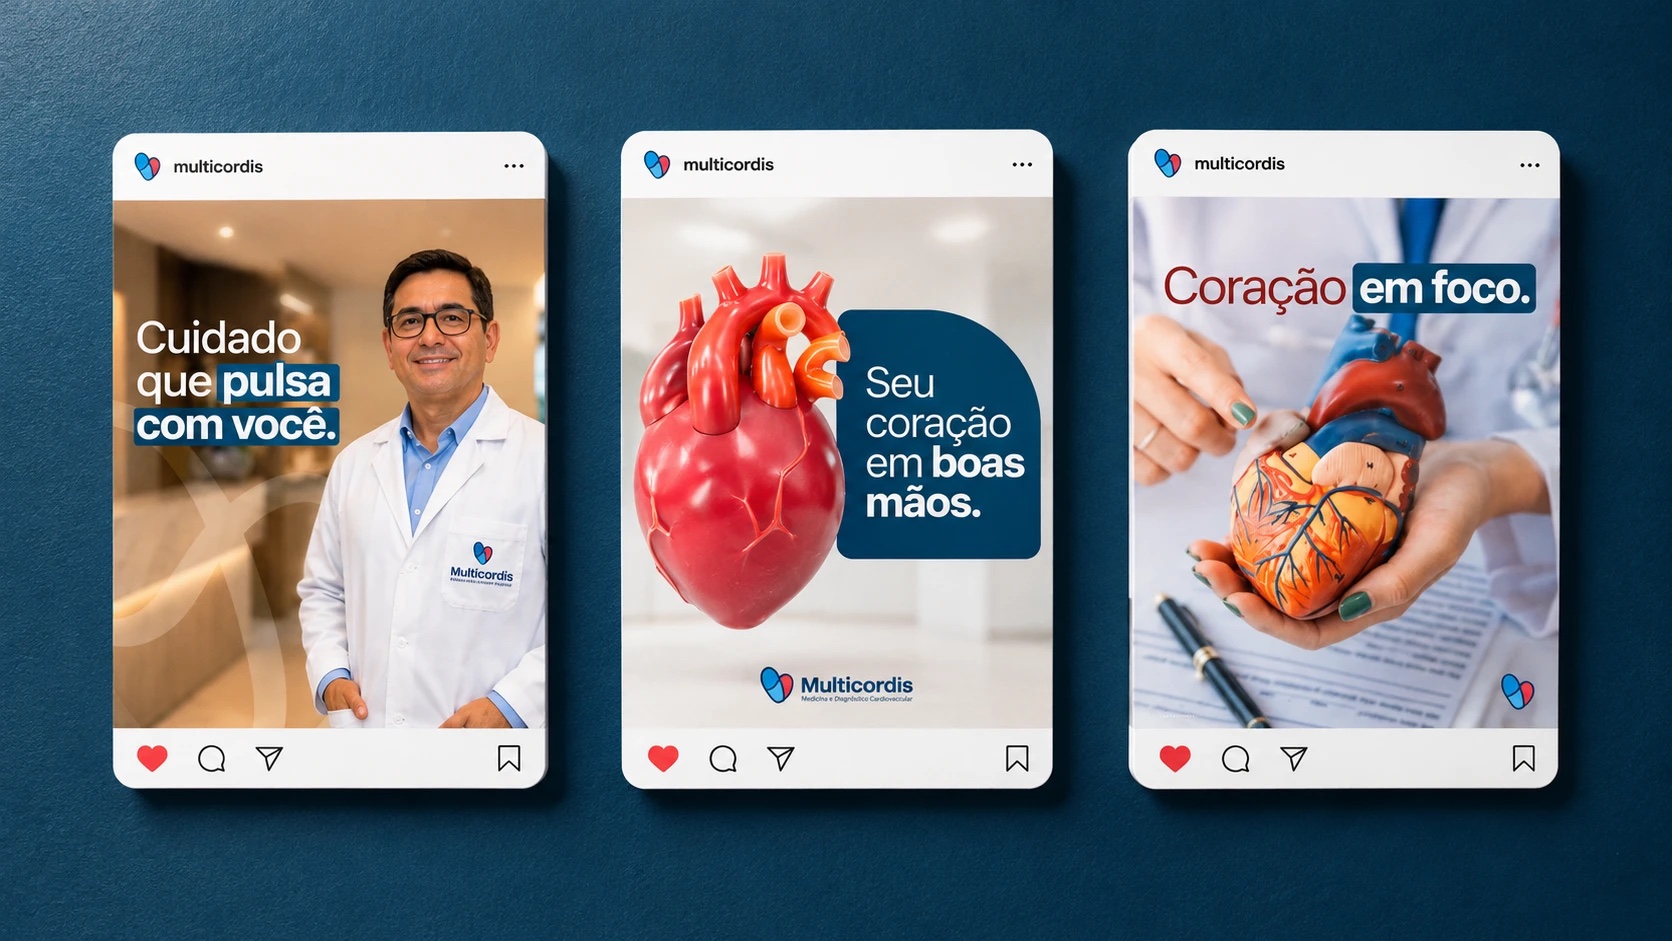 multicordis
Cuidado
que pulsa
com você.
Multicordis
multicordis
Seu
coração
em boas
mãos.
Multicordis
Medicina e Diagnóstico Cardiovascular
multicordis
Coração em foco.